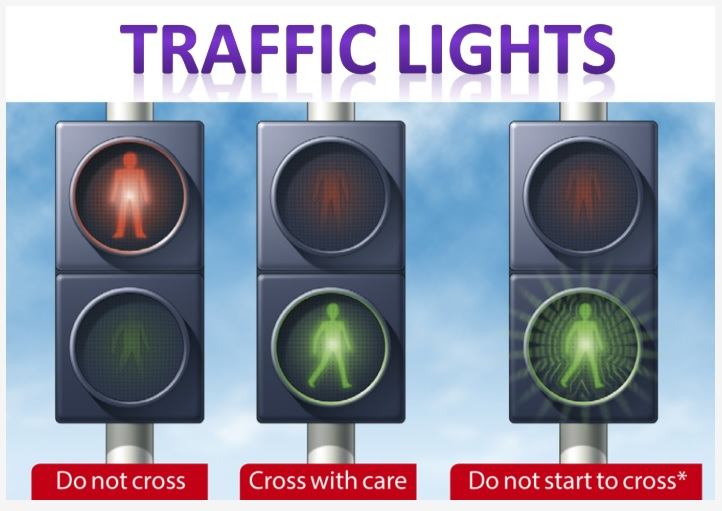 TRAFFIC LIGHTS
Do not cross
Cross with care
Do not start to cross*